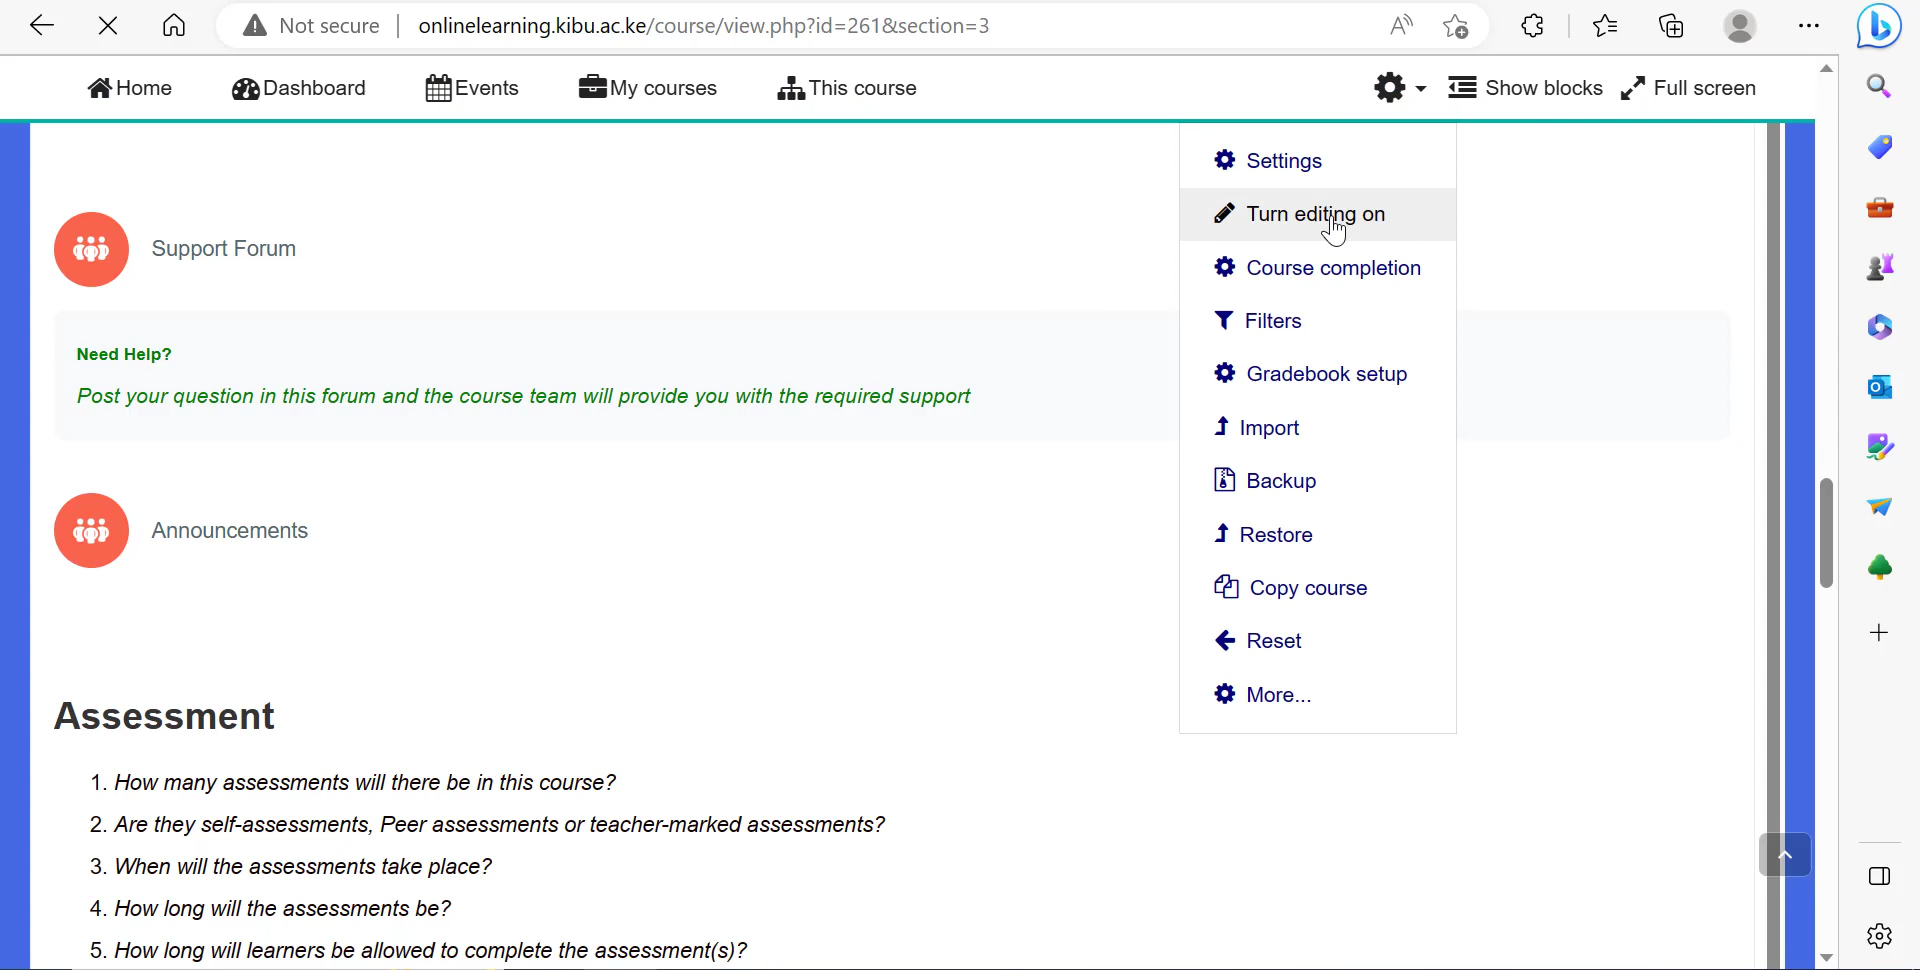 Not secure onlinelearning.kibu.ac.ke/course/view.php?id=261&section=3
Home Dashboard Events My courses This course Show blocks Full screen
Settings
Turn editing on
Course completion
Filters
Gradebook setup
Import
Backup
Restore
Copy course
Reset
More...
Support Forum
Need Help?
Post your question in this forum and the course team will provide you with the required support
Announcements
Assessment
1. How many assessments will there be in this course?
2. Are they self-assessments, Peer assessments or teacher-marked assessments?
3. When will the assessments take place?
4. How long will the assessments be?
5. How long will learners be allowed to complete the assessment(s)?